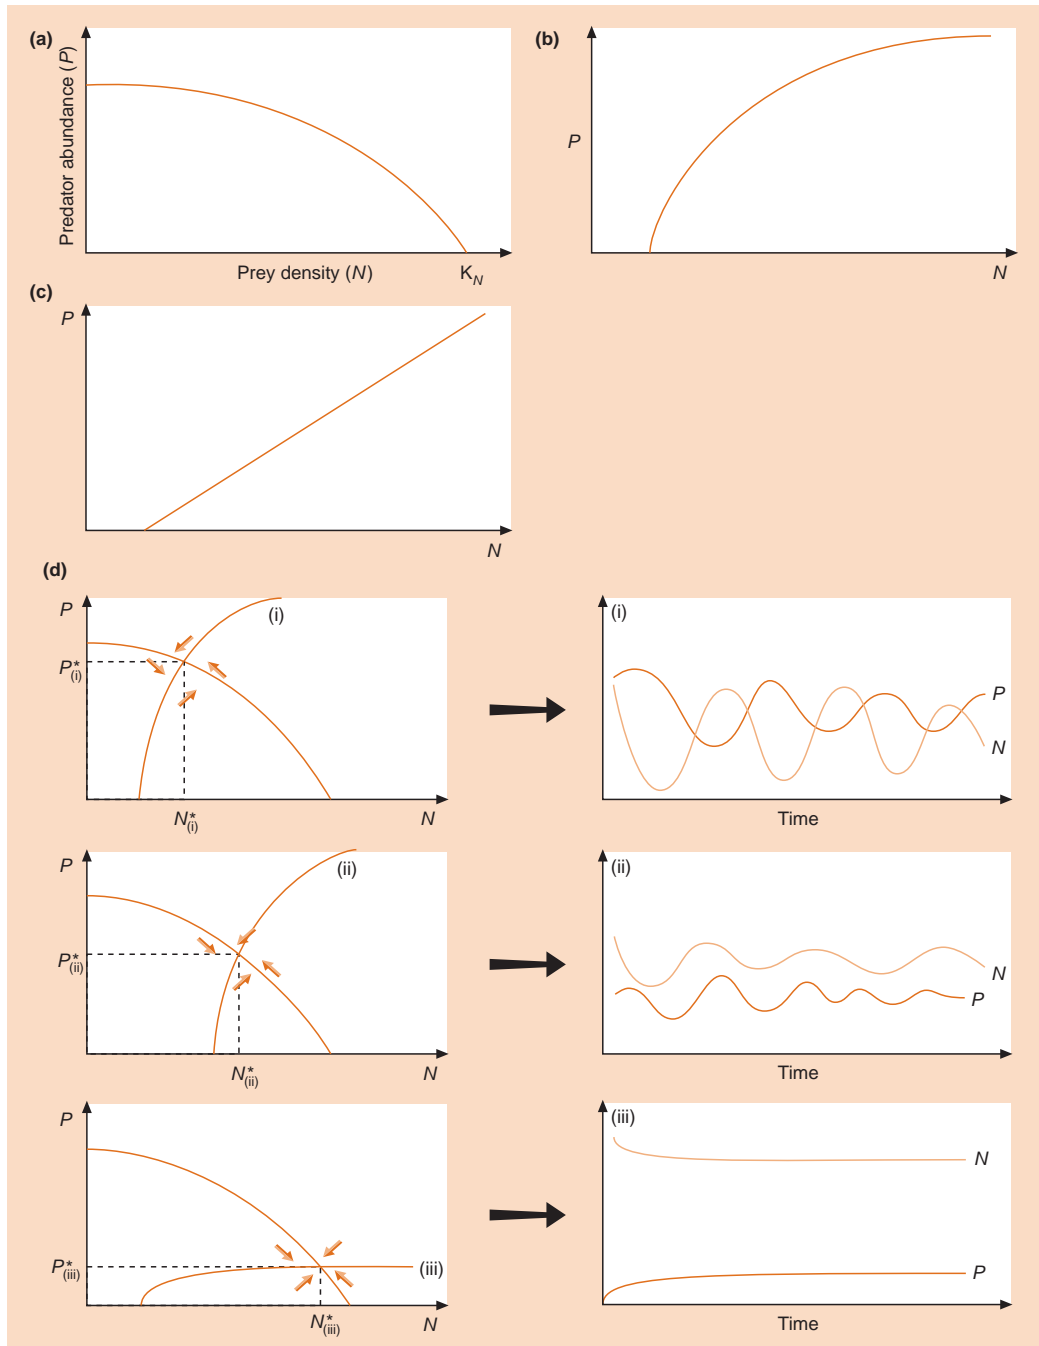 (a)
Predator abundance (P)
Prey density (N)
K_N
(b)
P
N
(c)
P
N
(d)
P
(i)
P*(i)
N*(i)
N
(i)
P
N
Time
P
(ii)
P*(ii)
N*(ii)
N
(ii)
N
P
Time
P
P*(iii)
(iii)
N*(iii)
N
(iii)
N
P
Time